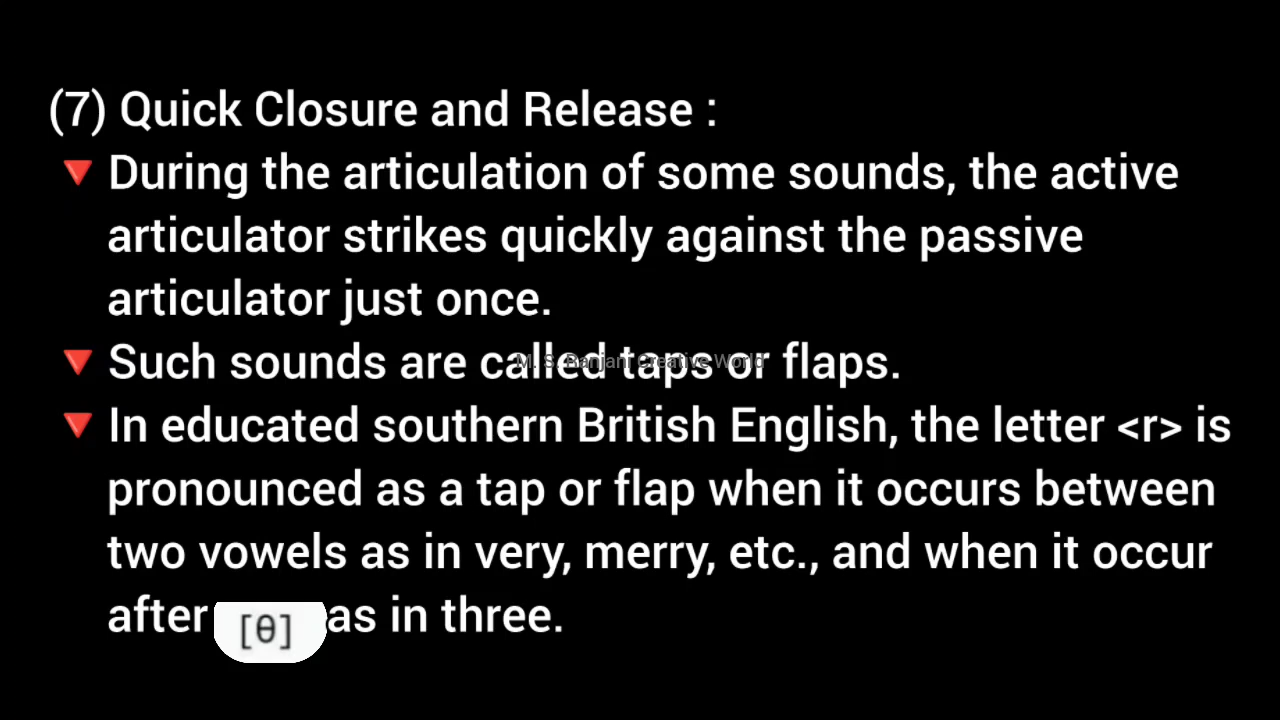 (7) Quick Closure and Release :
🔻During the articulation of some sounds, the active
articulator strikes quickly against the passive
articulator just once.
🔻Such sounds are called taps or flaps.
M. S. Ranjani Creative World
🔻In educated southern British English, the letter <r> is
pronounced as a tap or flap when it occurs between
two vowels as in very, merry, etc., and when it occur
after [θ] as in three.